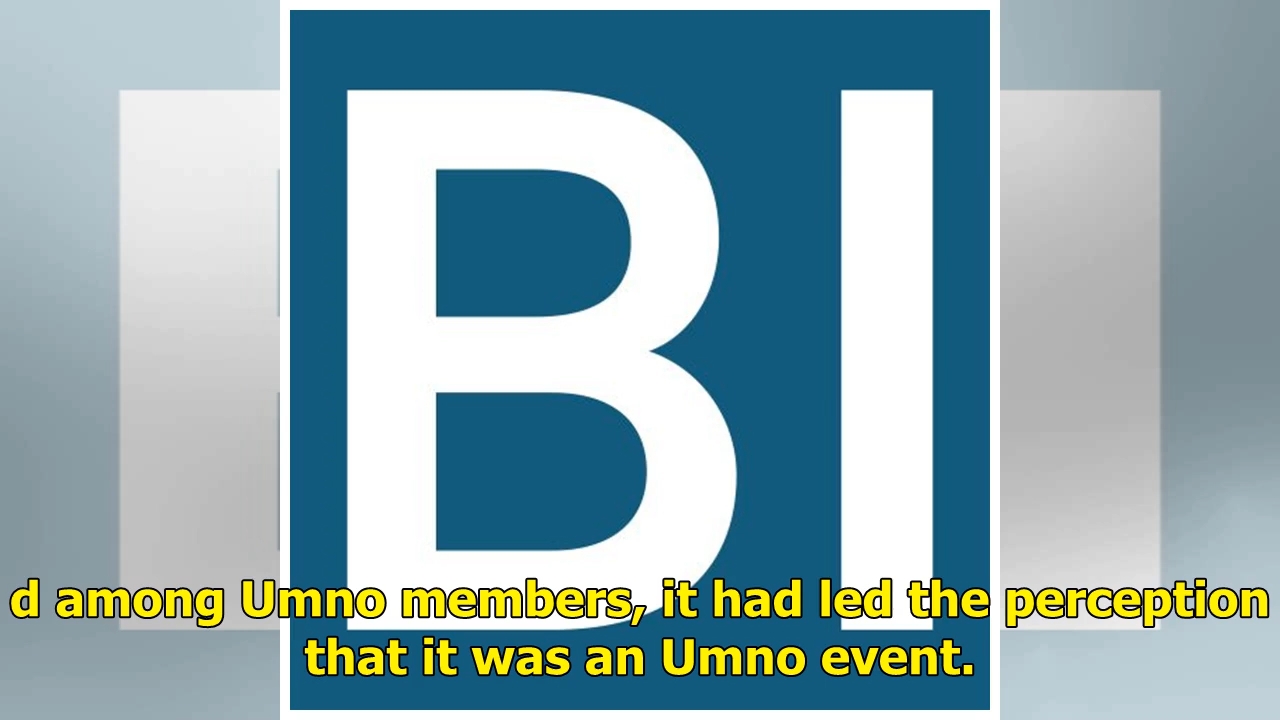 BI
d among Umno members, it had led the perception
that it was an Umno event.